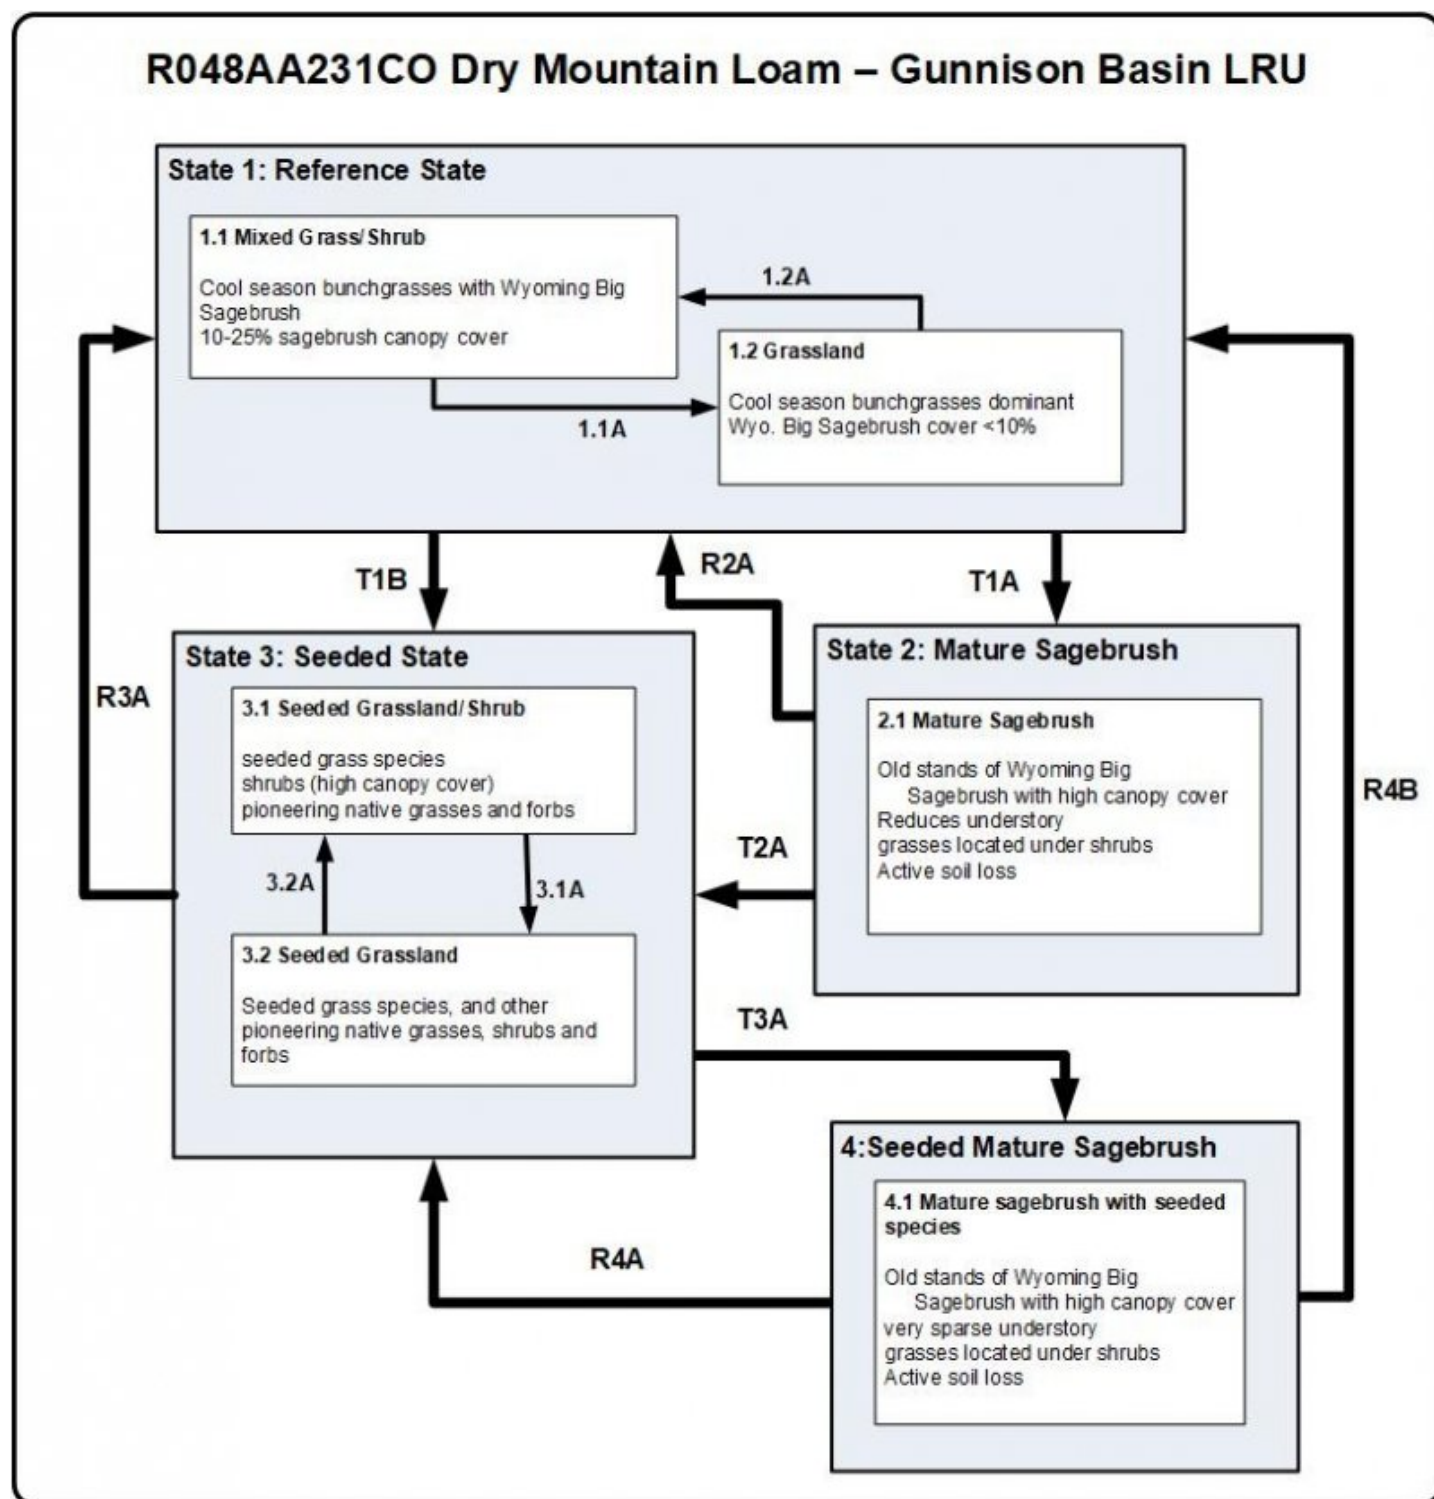 R048AA231CO Dry Mountain Loam – Gunnison Basin LRU
State 1: Reference State
1.1 Mixed Grass/Shrub
Cool season bunchgrasses with Wyoming Big
Sagebrush
10-25% sagebrush canopy cover
1.2A
1.2 Grassland
Cool season bunchgrasses dominant
Wyo. Big Sagebrush cover <10%
1.1A
T1B
R2A
T1A
R3A
State 3: Seeded State
3.1 Seeded Grassland/Shrub
seeded grass species
shrubs (high canopy cover)
pioneering native grasses and forbs
3.2A
3.1A
3.2 Seeded Grassland
Seeded grass species, and other
pioneering native grasses, shrubs and
forbs
State 2: Mature Sagebrush
2.1 Mature Sagebrush
Old stands of Wyoming Big
Sagebrush with high canopy cover
Reduces understory
grasses located under shrubs
Active soil loss
T2A
R4B
T3A
4:Seeded Mature Sagebrush
4.1 Mature sagebrush with seeded
species
Old stands of Wyoming Big
Sagebrush with high canopy cover
very sparse understory
grasses located under shrubs
Active soil loss
R4A